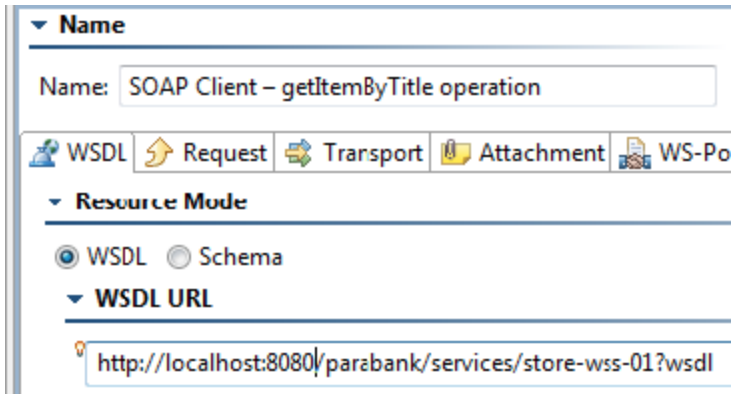 Name
Name: SOAP Client – getItemByTitle operation
WSDL Request Transport Attachment WS-Po
Resource Mode
WSDL Schema
WSDL URL
http://localhost:8080/parabank/services/store-wss-01?wsdl